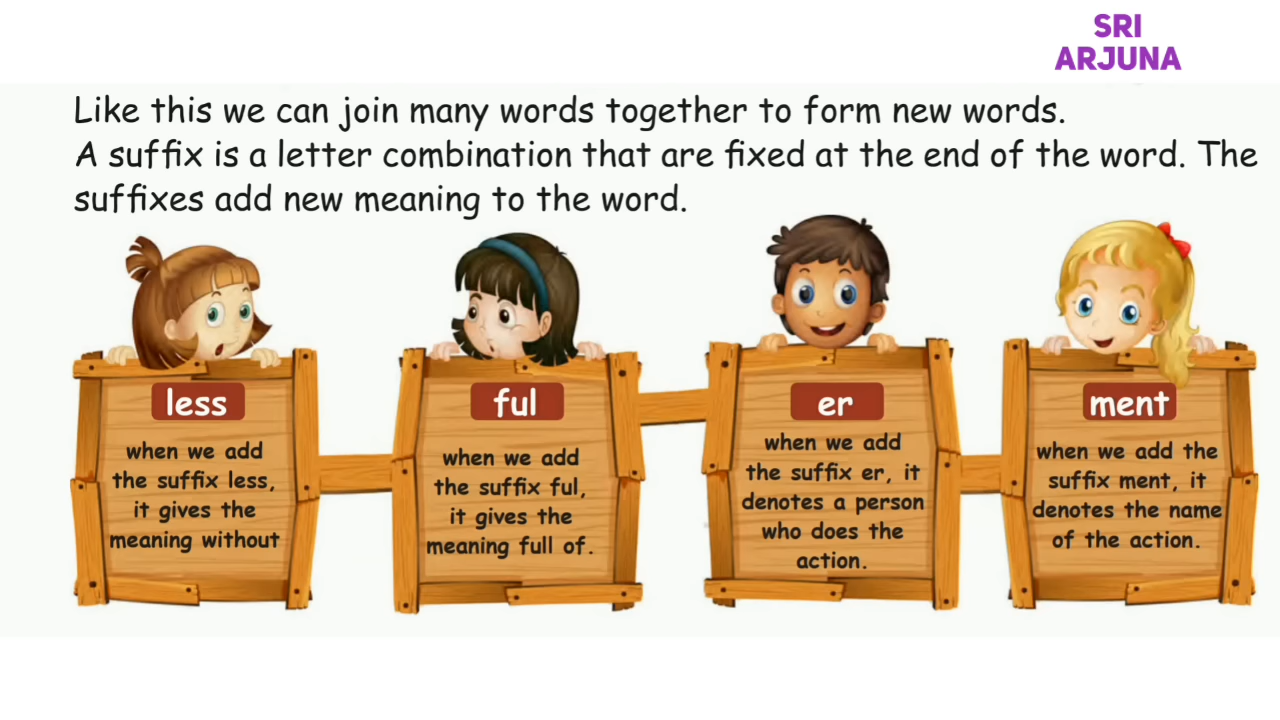 SRI
ARJUNA
Like this we can join many words together to form new words.
A suffix is a letter combination that are fixed at the end of the word. The
suffixes add new meaning to the word.
less
when we add
the suffix less,
it gives the
meaning without
ful
when we add
the suffix ful,
it gives the
meaning full of.
er
when we add
the suffix er, it
denotes a person
who does the
action.
ment
when we add the
suffix ment, it
denotes the name
of the action.